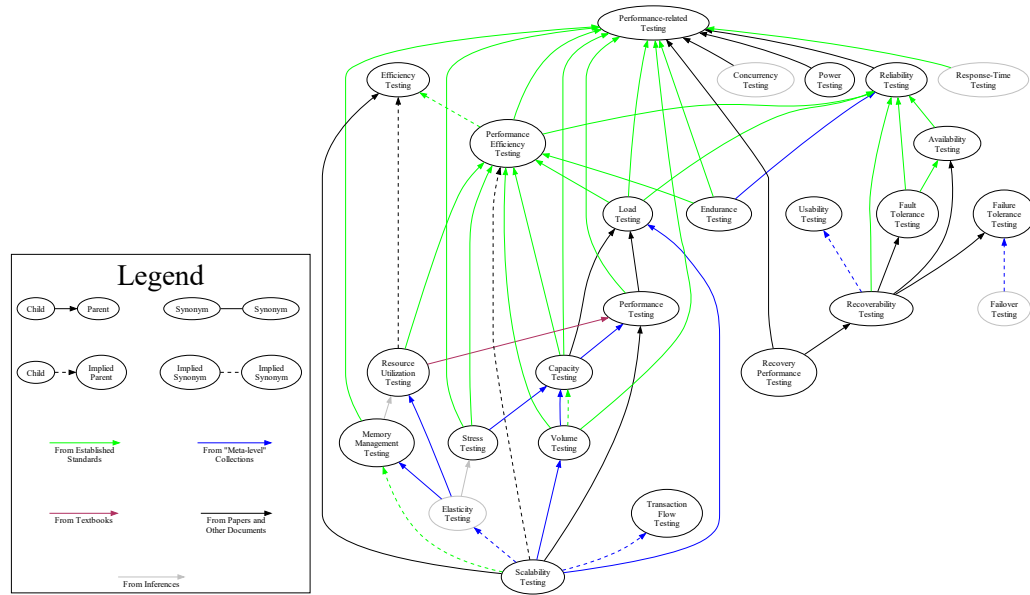 Performance-related
Testing
Efficiency
Testing
Concurrency
Testing
Power
Testing
Reliability
Testing
Response-Time
Testing
Performance
Efficiency
Testing
Availability
Testing
Load
Testing
Endurance
Testing
Usability
Testing
Fault
Tolerance
Testing
Failure
Tolerance
Testing
Legend
Child
Parent
Synonym
Synonym
Performance
Testing
Recoverability
Testing
Failover
Testing
Child
Implied
Parent
Implied
Synonym
Implied
Synonym
Resource
Utilization
Testing
Capacity
Testing
Recovery
Performance
Testing
From Established
Standards
From "Meta-level"
Collections
Memory
Management
Testing
Stress
Testing
Volume
Testing
From Textbooks
From Papers and
Other Documents
Elasticity
Testing
Transaction
Flow
Testing
From Inferences
Scalability
Testing